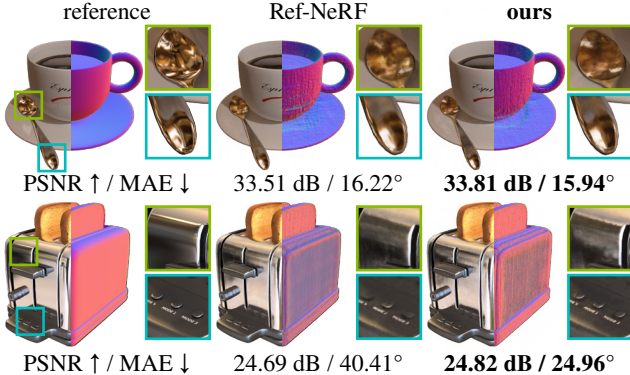 reference Ref-NeRF ours
Espr
PSNR ↑ / MAE ↓ 33.51 dB / 16.22° 33.81 dB / 15.94°
PSNR ↑ / MAE ↓ 24.69 dB / 40.41° 24.82 dB / 24.96°